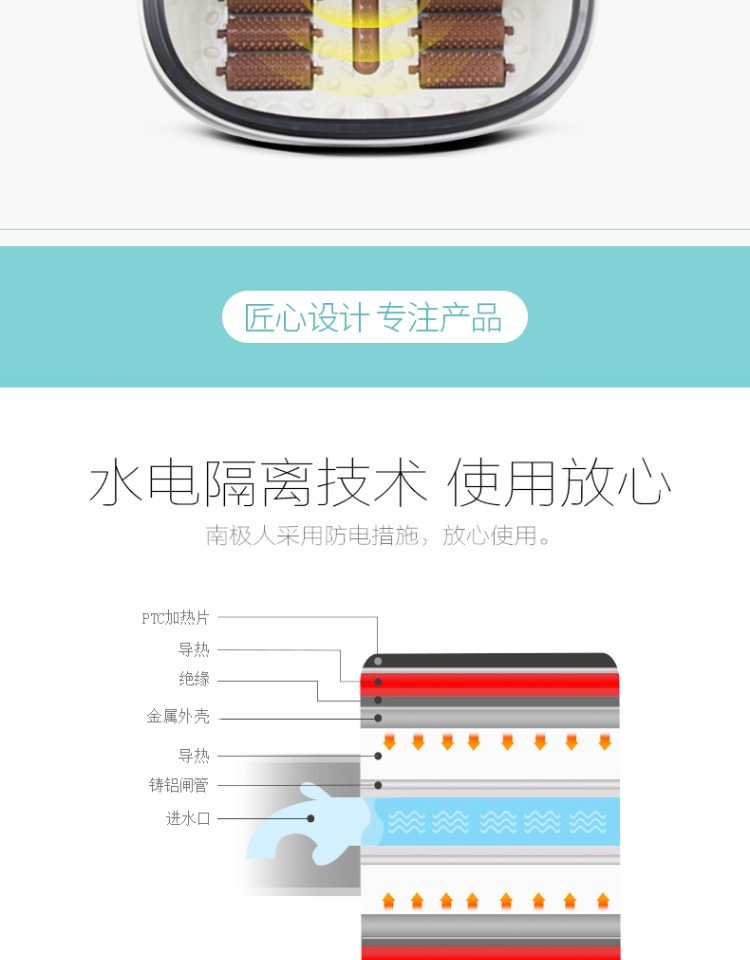 匠心设计 专注产品
水电隔离技术 使用放心
南极人采用防电措施，放心使用。
PTC加热片
导热
绝缘
金属外壳
导热
铸铝闸管
进水口